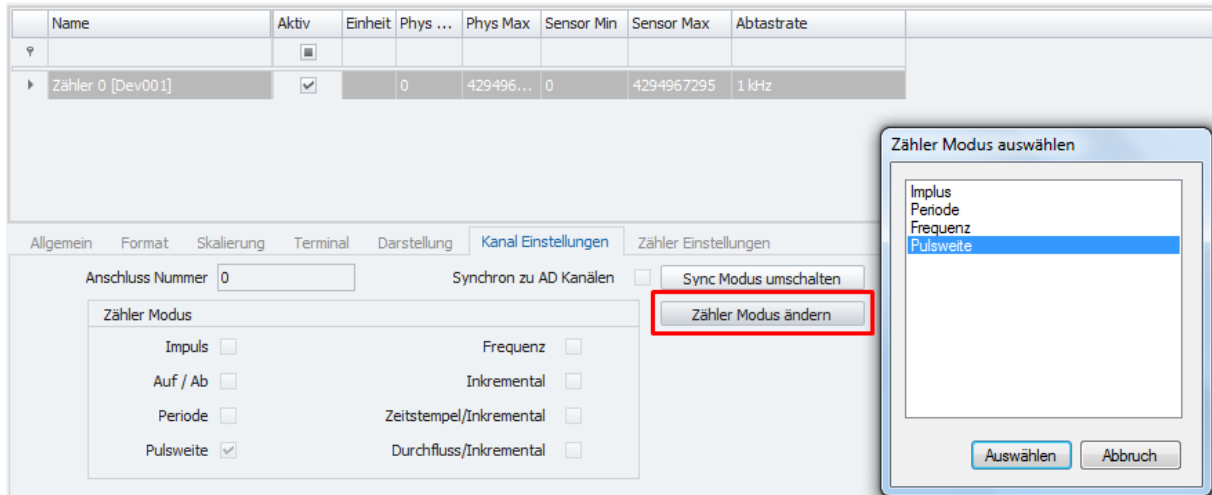 Name Aktiv Einheit Phys ... Phys Max Sensor Min Sensor Max Abtastrate
Zähler 0 [Dev001] 0 429496... 0 4294967295 1 kHz
Zähler Modus auswählen
Implus
Periode
Frequenz
Pulsweite
Auswählen Abbruch
Allgemein Format Skalierung Terminal Darstellung Kanal Einstellungen Zähler Einstellungen
Anschluss Nummer 0 Synchron zu AD Kanälen Sync Modus umschalten
Zähler Modus Zähler Modus ändern
Impuls Frequenz
Auf / Ab Inkremental
Periode Zeitstempel/Inkremental
Pulsweite Durchfluss/Inkremental